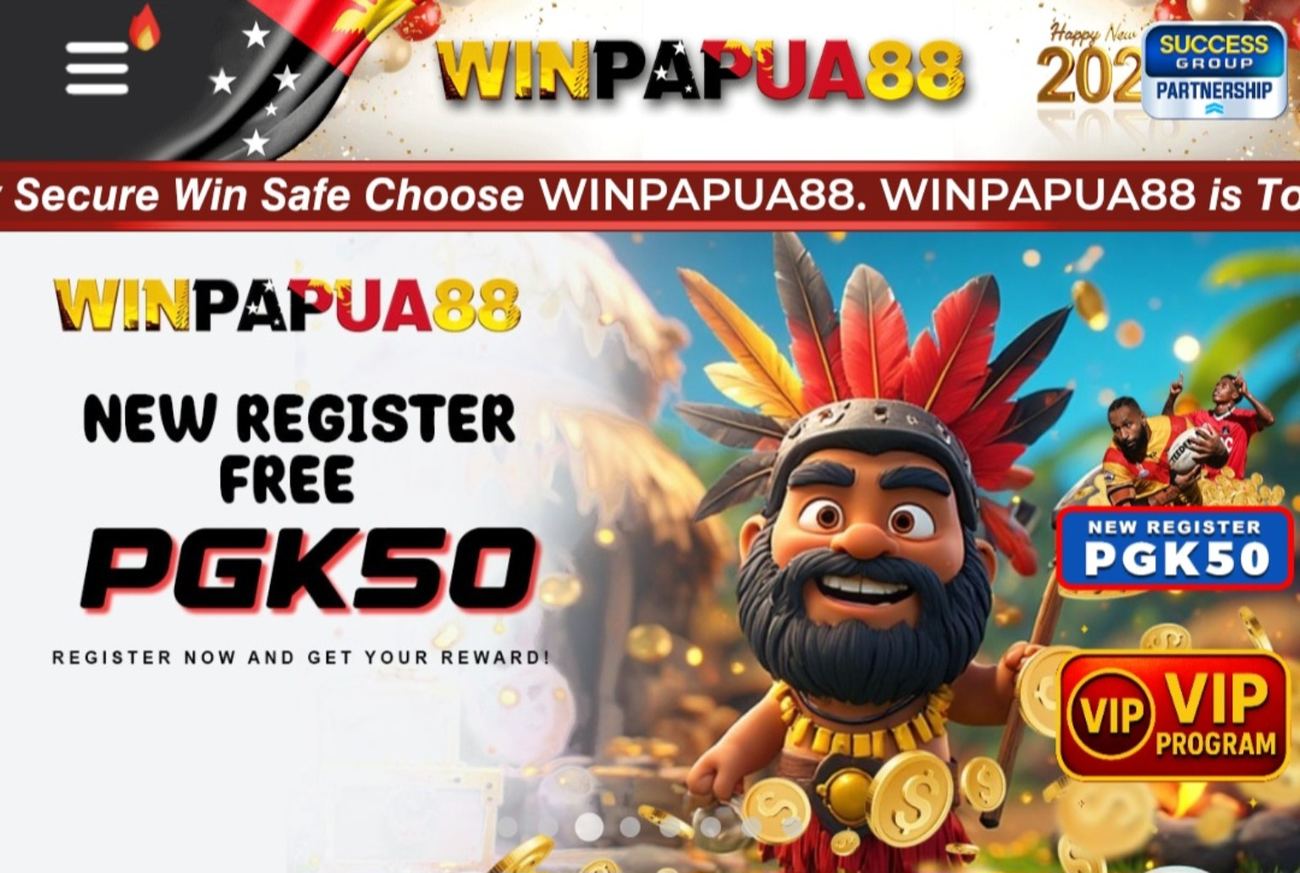 WINPAPUA88
Happy New
202
SUCCESS
GROUP
PARTNERSHIP
Secure Win Safe Choose WINPAPUA88. WINPAPUA88 is To
WINPAPUA88
NEW REGISTER
FREE
PGK50
REGISTER NOW AND GET YOUR REWARD!
NEW REGISTER
PGK50
VIP
VIP
PROGRAM